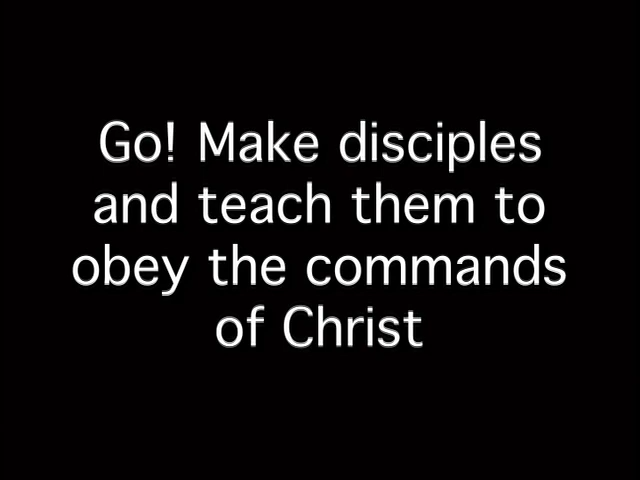 Go! Make disciples
and teach them to
obey the commands
of Christ